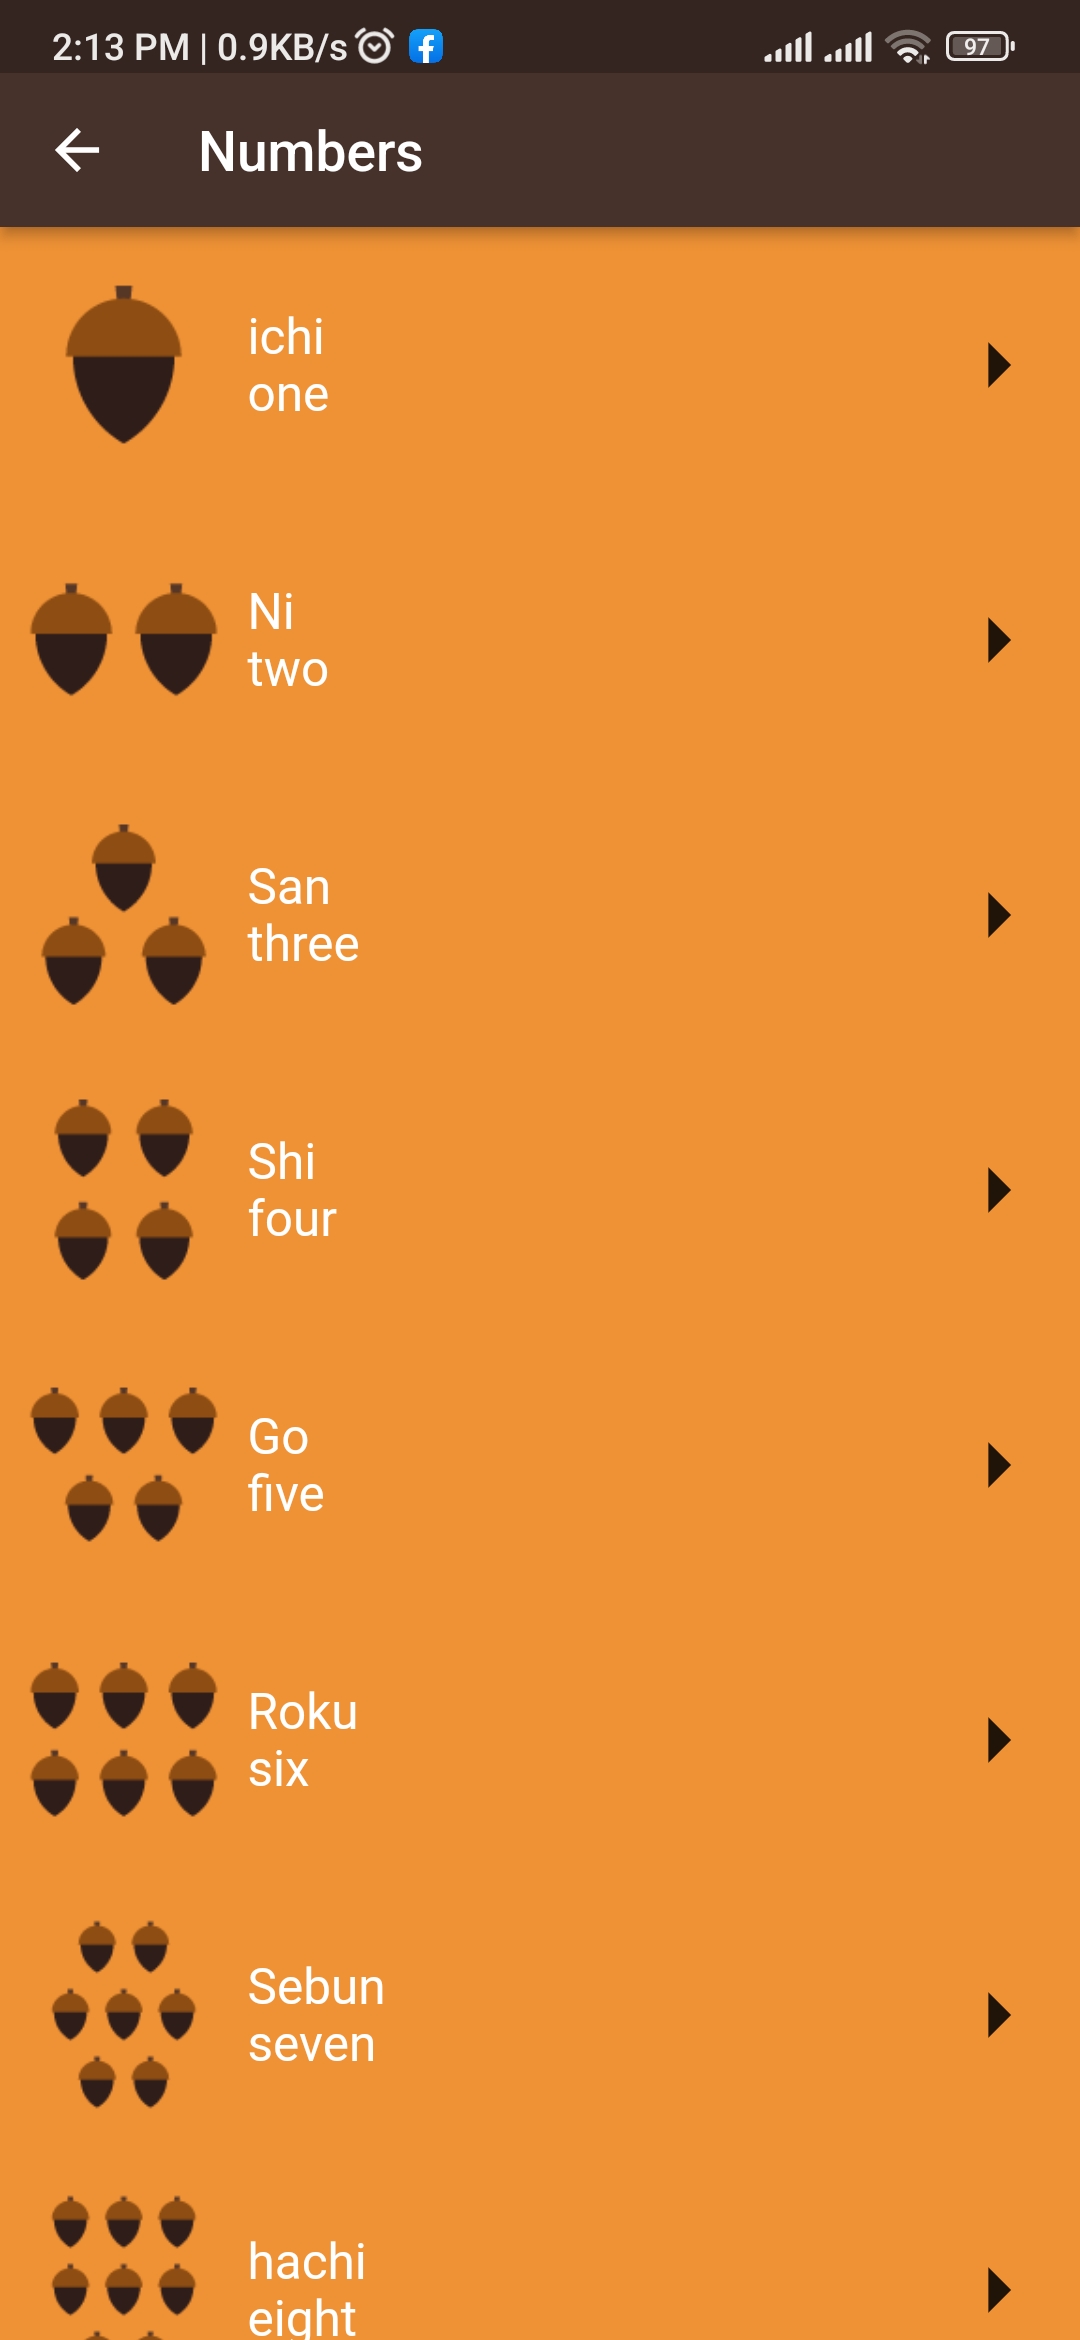 2:13 PM | 0.9KB/s
97
Numbers
ichi
one
Ni
two
San
three
Shi
four
Go
five
Roku
six
Sebun
seven
hachi
eight